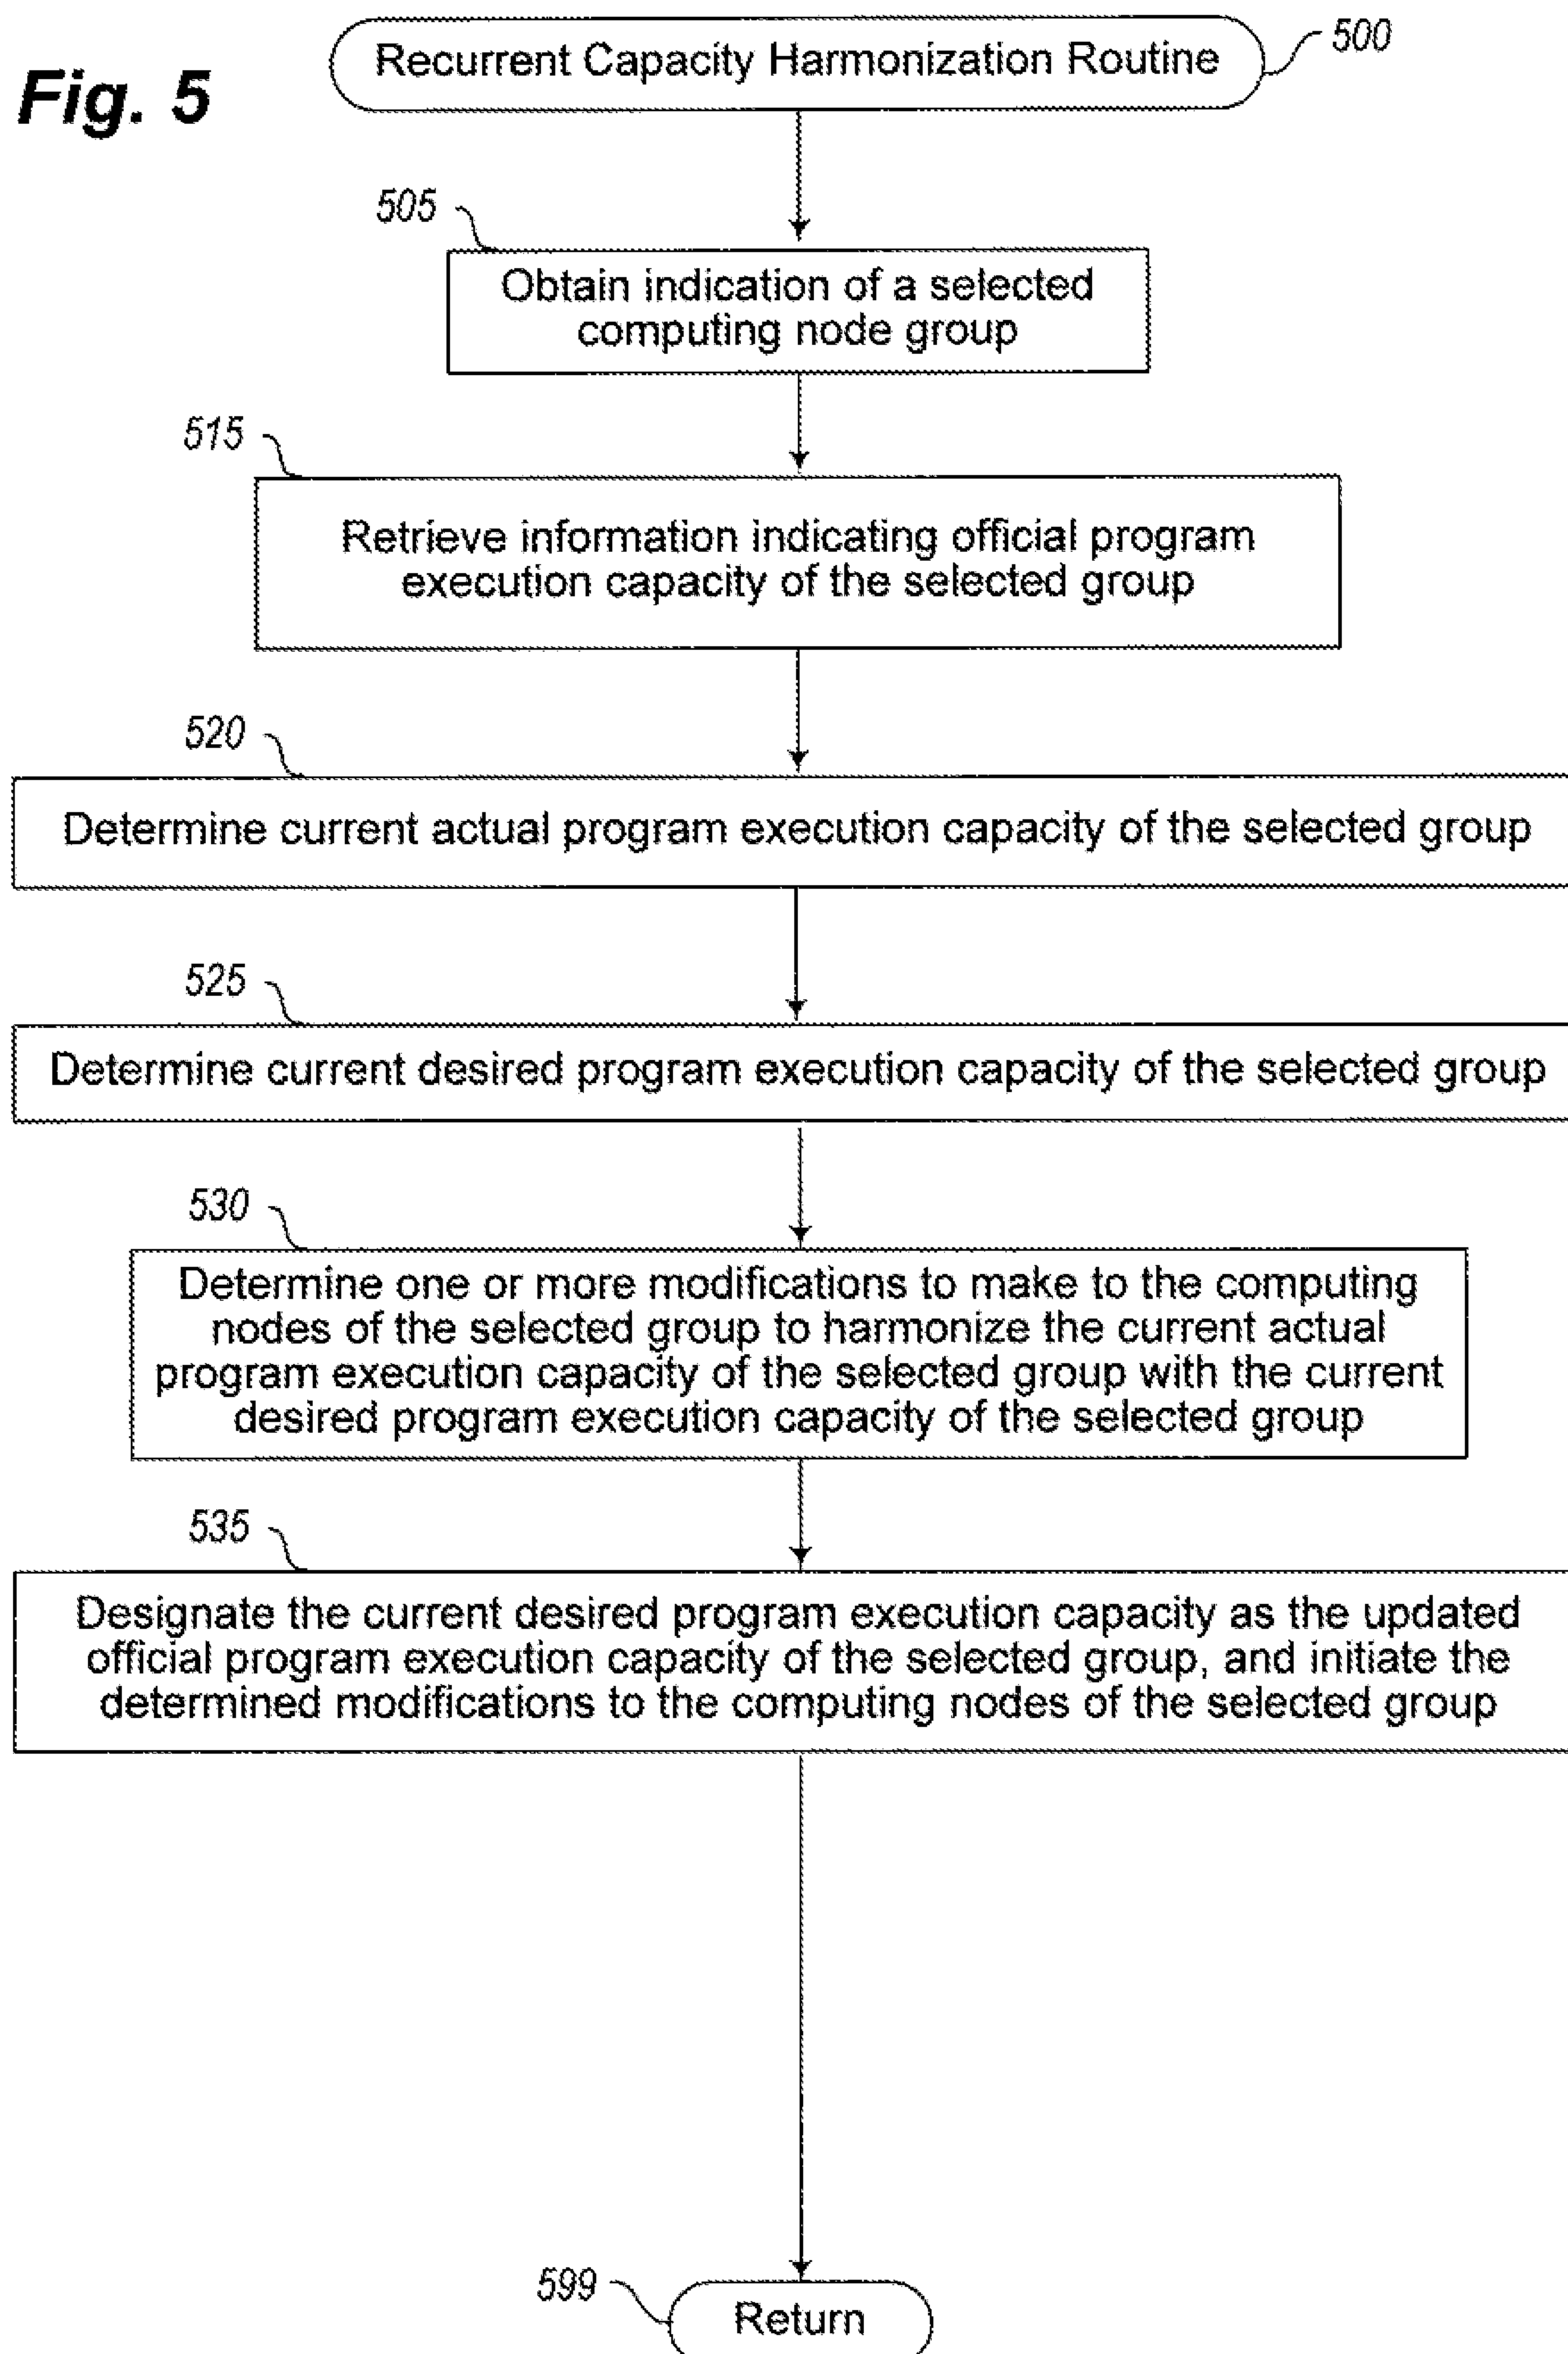 Fig. 5
Recurrent Capacity Harmonization Routine
500
505
Obtain indication of a selected
computing node group
515
Retrieve information indicating official program
execution capacity of the selected group
520
Determine current actual program execution capacity of the selected group
525
Determine current desired program execution capacity of the selected group
530
Determine one or more modifications to make to the computing
nodes of the selected group to harmonize the current actual
program execution capacity of the selected group with the current
desired program execution capacity of the selected group
535
Designate the current desired program execution capacity as the updated
official program execution capacity of the selected group, and initiate the
determined modifications to the computing nodes of the selected group
599
Return